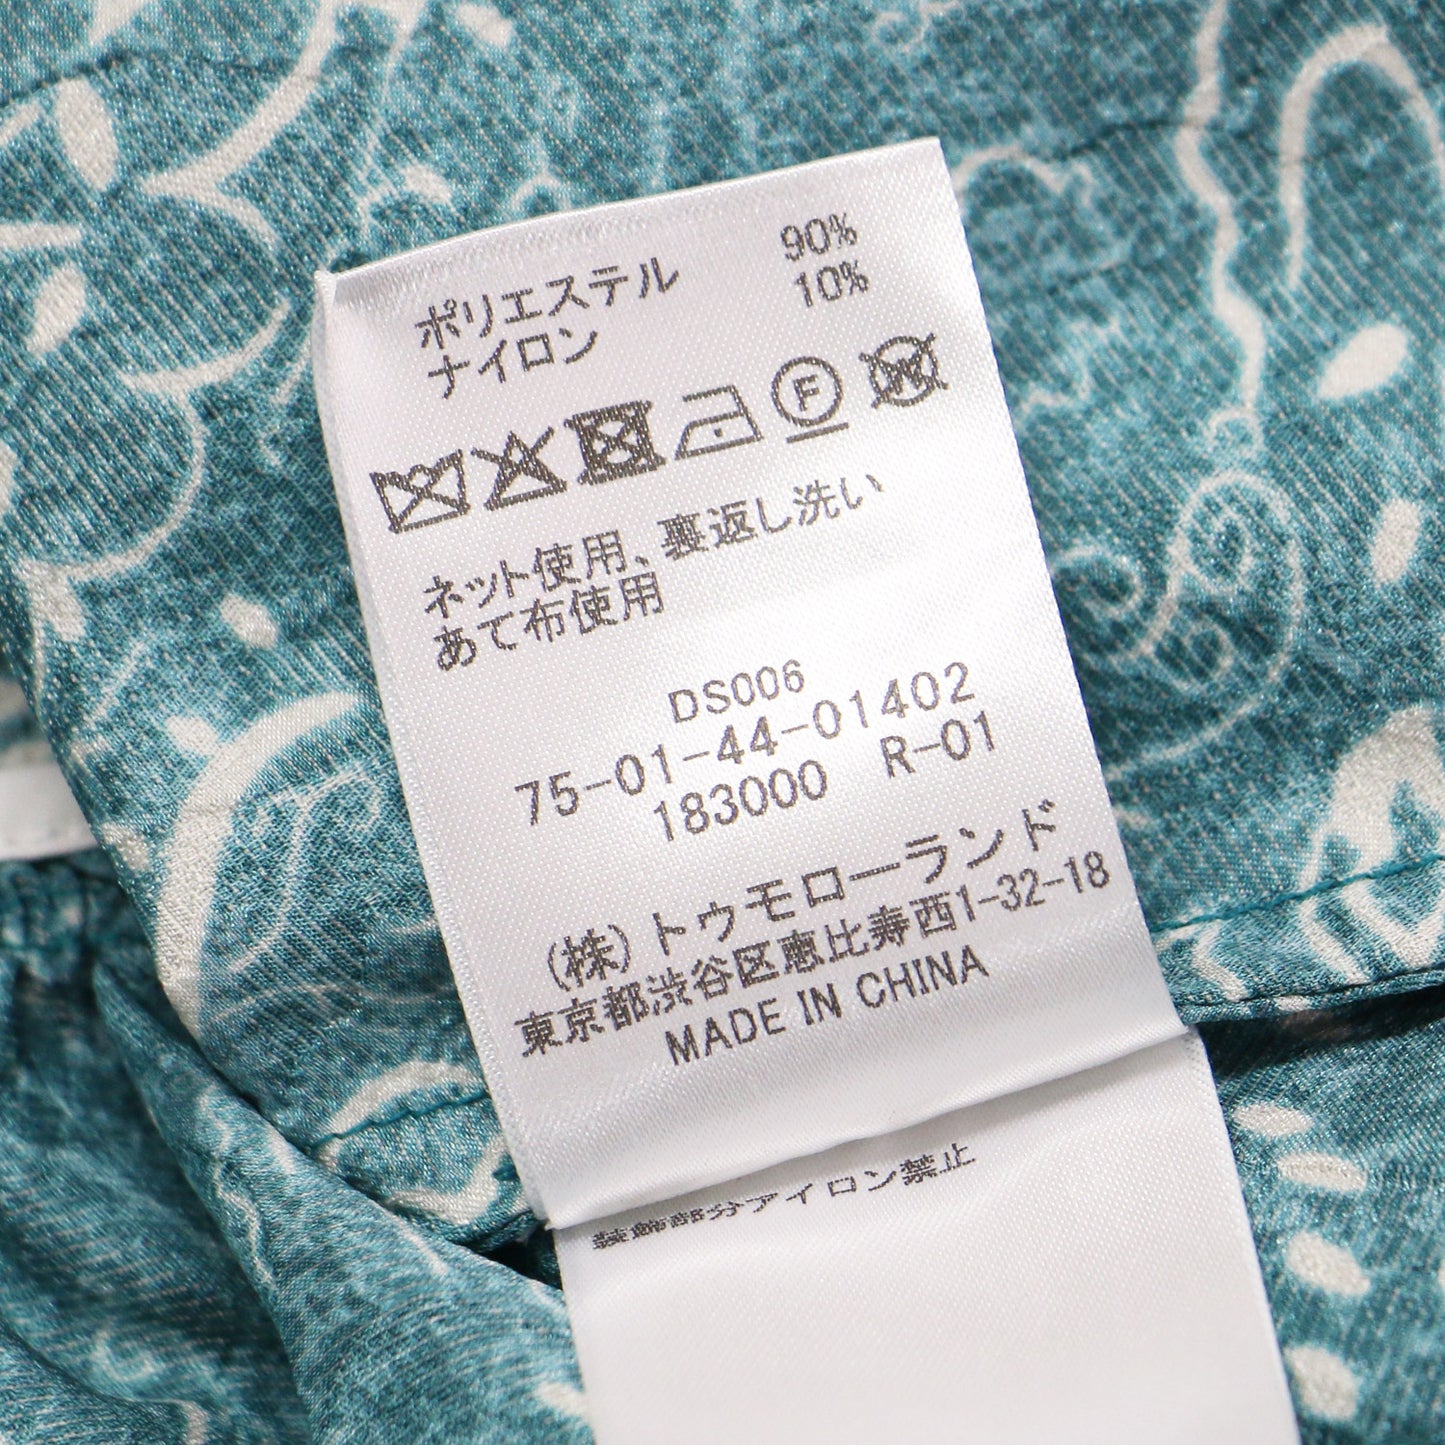 ポリエステル 90%
ナイロン 10%
F
W
ネット使用、裏返し洗い
あて布使用
DS006
75-01-44-01402
183000 R-01
(株)トゥモローランド
東京都渋谷区恵比寿西1-32-18
MADE IN CHINA
装飾部分アイロン禁止